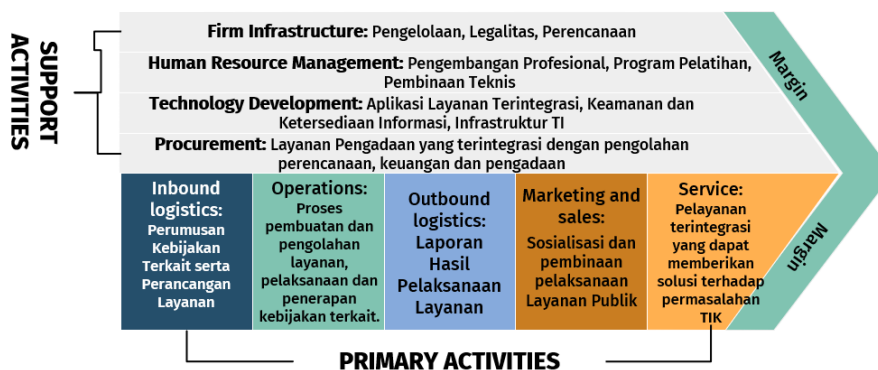 SUPPORT
ACTIVITIES
Firm Infrastructure: Pengelolaan, Legalitas, Perencanaan
Human Resource Management: Pengembangan Profesional, Program Pelatihan,
Pembinaan Teknis
Technology Development: Aplikasi Layanan Terintegrasi, Keamanan dan
Ketersediaan Informasi, Infrastruktur TI
Procurement: Layanan Pengadaan yang terintegrasi dengan pengolahan
perencanaan, keuangan dan pengadaan
Margin
Inbound
logistics:
Perumusan
Kebijakan
Terkait serta
Perancangan
Layanan
Operations:
Proses
pembuatan dan
pengolahan
layanan,
pelaksanaan dan
penerapan
kebijakan terkait.
Outbound
logistics:
Laporan
Hasil
Pelaksanaan
Layanan
Marketing and
sales:
Sosialisasi dan
pembinaan
pelaksanaan
Layanan Publik
Service:
Pelayanan
terintegrasi
yang dapat
memberikan
solusi terhadap
permasalahan
TIK
Margin
PRIMARY ACTIVITIES